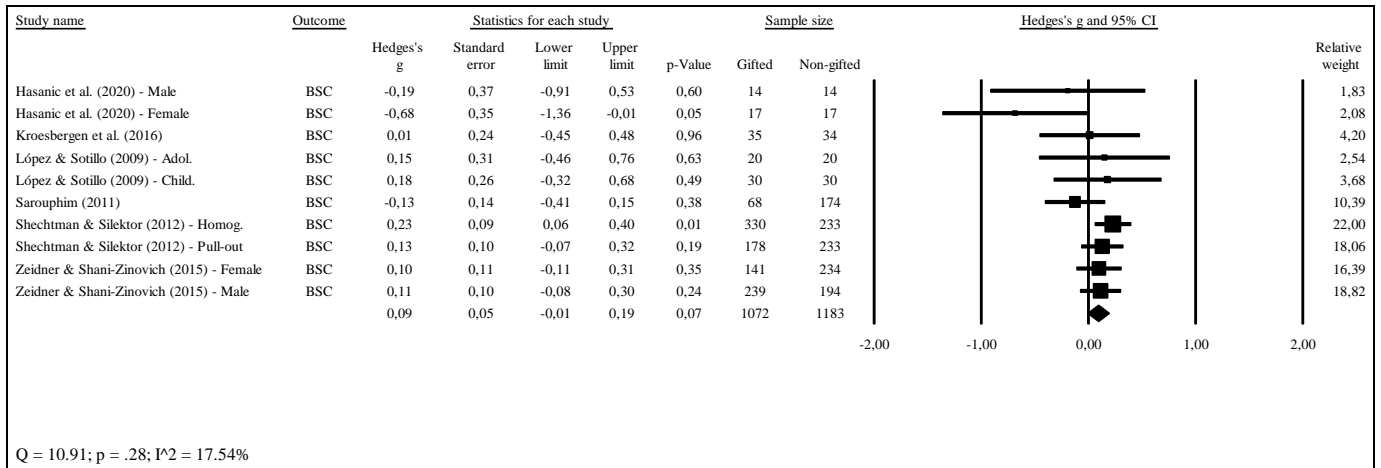 Study name Outcome Statistics for each study Sample size Hedges's g and 95% CI
Hedges's Standard Lower Upper Relative
g error limit limit p-Value Gifted Non-gifted weight
Hasanic et al. (2020) - Male BSC -0,19 0,37 -0,91 0,53 0,60 14 14 1,83
Hasanic et al. (2020) - Female BSC -0,68 0,35 -1,36 -0,01 0,05 17 17 2,08
Kroesbergen et al. (2016) BSC 0,01 0,24 -0,45 0,48 0,96 35 34 4,20
López & Sotillo (2009) - Adol. BSC 0,15 0,31 -0,46 0,76 0,63 20 20 2,54
López & Sotillo (2009) - Child. BSC 0,18 0,26 -0,32 0,68 0,49 30 30 3,68
Sarouphim (2011) BSC -0,13 0,14 -0,41 0,15 0,38 68 174 10,39
Shechtman & Silektor (2012) - Homog. BSC 0,23 0,09 0,06 0,40 0,01 330 233 22,00
Shechtman & Silektor (2012) - Pull-out BSC 0,13 0,10 -0,07 0,32 0,19 178 233 18,06
Zeidner & Shani-Zinovich (2015) - Female BSC 0,10 0,11 -0,11 0,31 0,35 141 234 16,39
Zeidner & Shani-Zinovich (2015) - Male BSC 0,11 0,10 -0,08 0,30 0,24 239 194 18,82
0,09 0,05 -0,01 0,19 0,07 1072 1183
-2,00 -1,00 0,00 1,00 2,00
Q = 10.91; p = .28; I^2 = 17.54%